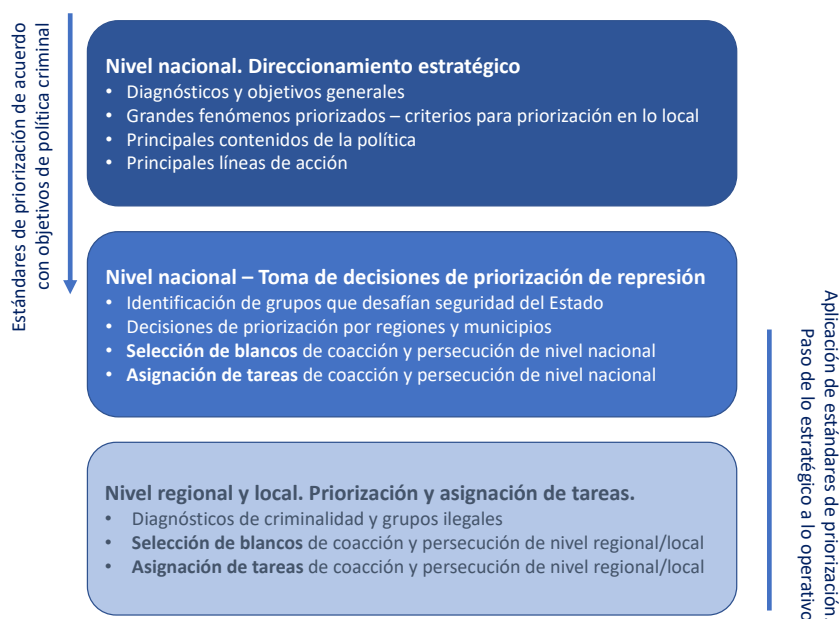 Estándares de priorización de acuerdo
con objetivos de política criminal
Nivel nacional. Direccionamiento estratégico
• Diagnósticos y objetivos generales
• Grandes fenómenos priorizados – criterios para priorización en lo local
• Principales contenidos de la política
• Principales líneas de acción
Nivel nacional – Toma de decisiones de priorización de represión
• Identificación de grupos que desafían seguridad del Estado
• Decisiones de priorización por regiones y municipios
• Selección de blancos de coacción y persecución de nivel nacional
• Asignación de tareas de coacción y persecución de nivel nacional
Nivel regional y local. Priorización y asignación de tareas.
• Diagnósticos de criminalidad y grupos ilegales
• Selección de blancos de coacción y persecución de nivel regional/local
• Asignación de tareas de coacción y persecución de nivel regional/local
Aplicación de estándares de priorización.
Paso de lo estratégico a lo operativo